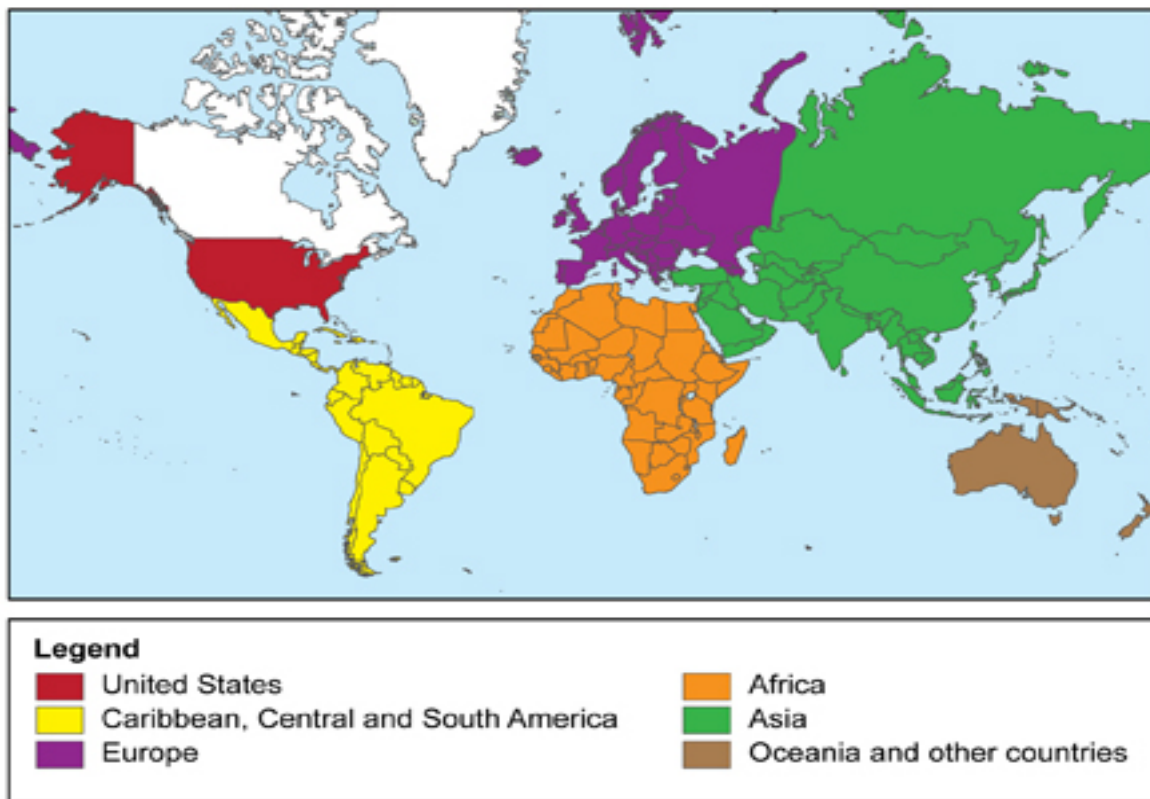 Legend
United States
Caribbean, Central and South America
Europe
Africa
Asia
Oceania and other countries